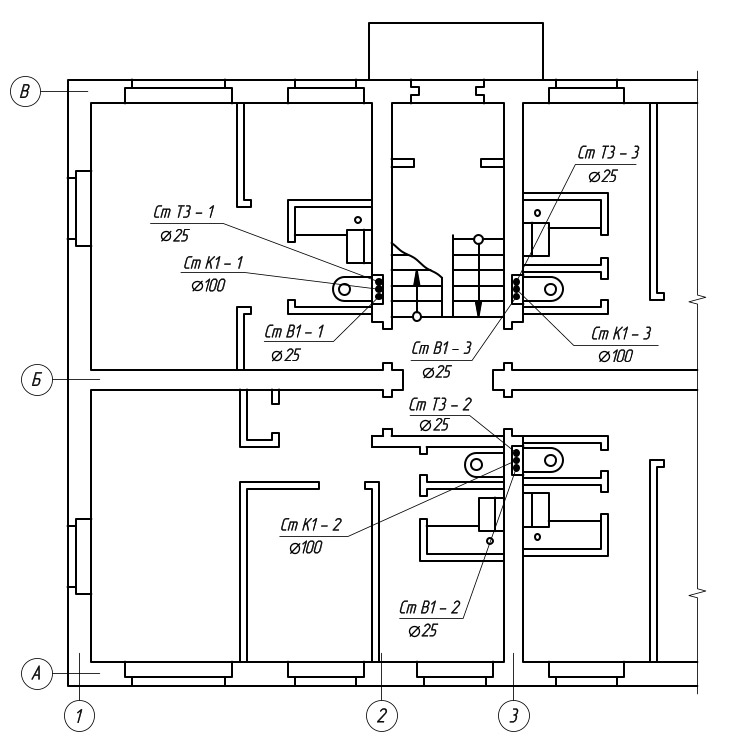 В
Ст Т3 – 3
⌀25
Ст Т3 – 1
⌀25
Ст К1 – 1
⌀100
Ст В1 – 1
⌀25
Ст В1 – 3
⌀25
Ст К1 – 3
⌀100
Б
Ст Т3 – 2
⌀25
Ст К1 – 2
⌀100
Ст В1 – 2
⌀25
А
1
2
3